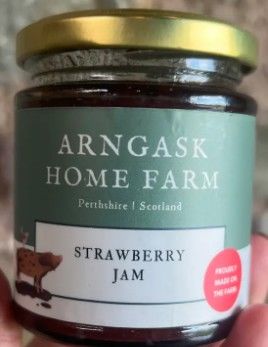 ARNGASK
HOME FARM
Perthshire | Scotland
STRAWBERRY
JAM
PROUDLY
MADE ON
THE FARM